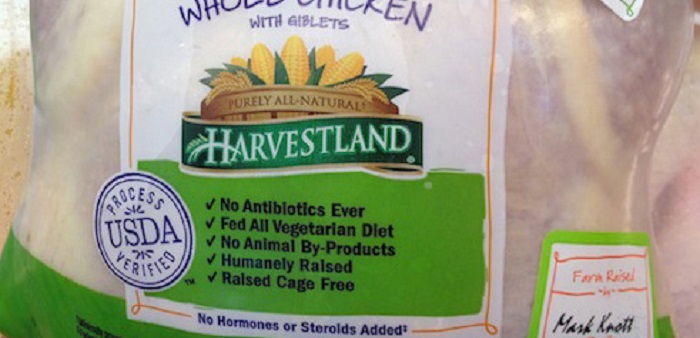 WHOLE CHICKEN
WITH GIBLETS
PURELY ALL-NATURAL
HARVESTLAND
PROCESS
USDA
VERIFIED
™
✓ No Antibiotics Ever
✓ Fed All Vegetarian Diet
✓ No Animal By-Products
✓ Humanely Raised
✓ Raised Cage Free
No Hormones or Steroids Added‡
Farm Raised
-by-
Mark Knott